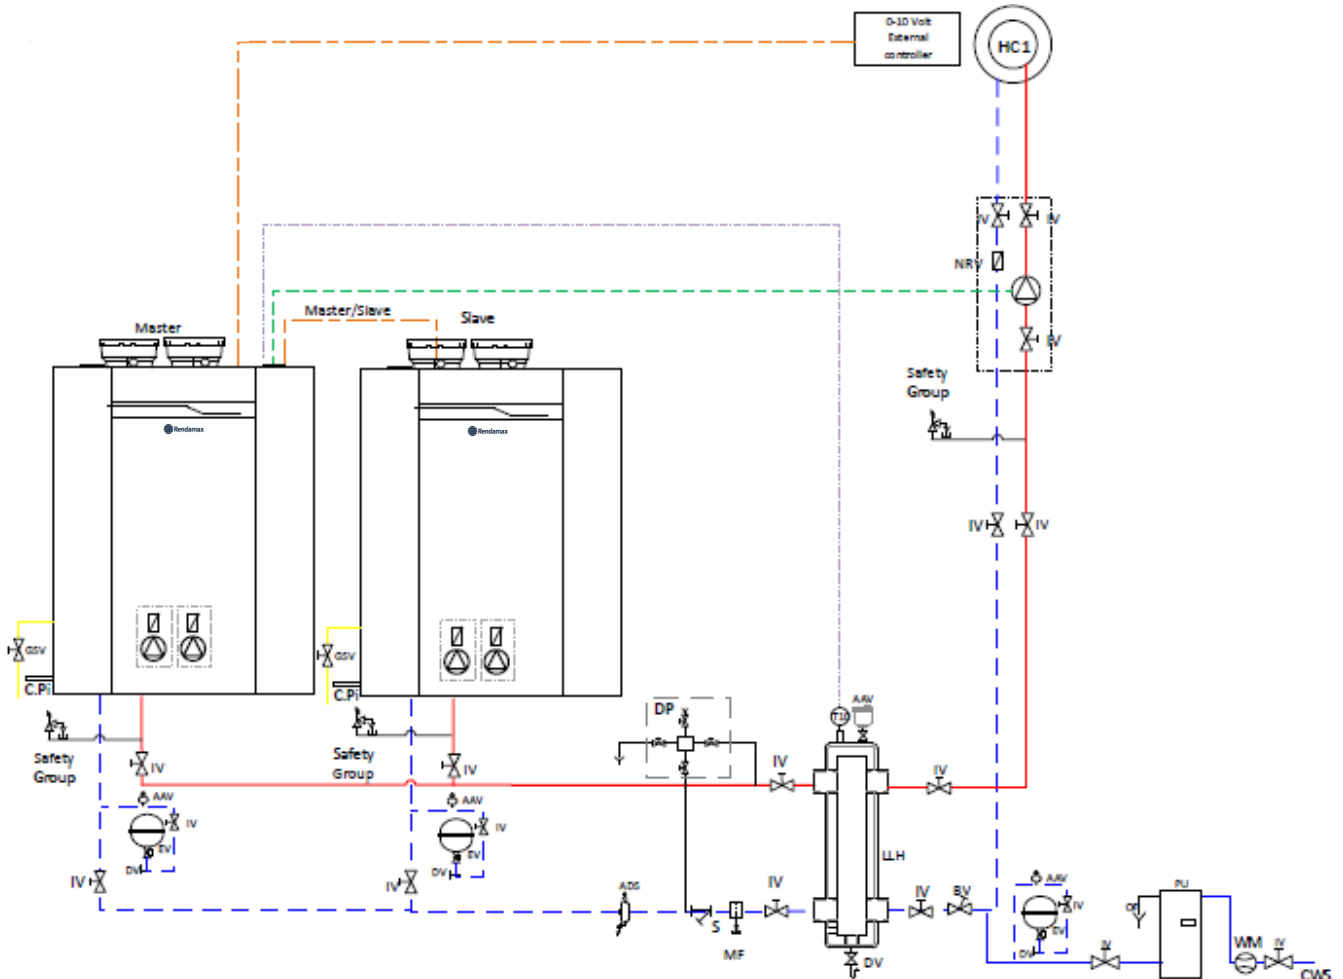 0-10 Volt
External
controller
HC1
IV
IV
NRV
IV
Master/Slave
Slave
Master
Safety
Group
Rendamax
Rendamax
IV
IV
GSV
GSV
C.Pi
C.Pi
DP
T10
AAV
Safety
Group
Safety
Group
IV
IV
IV
IV
AAV
AAV
IV
IV
EV
EV
DV
DV
LLH
IV
IV
ADS
IV
IV
BV
AAV
PU
IV
OF
S
EV
MF
DV
DV
IV
WM
IV
CWS